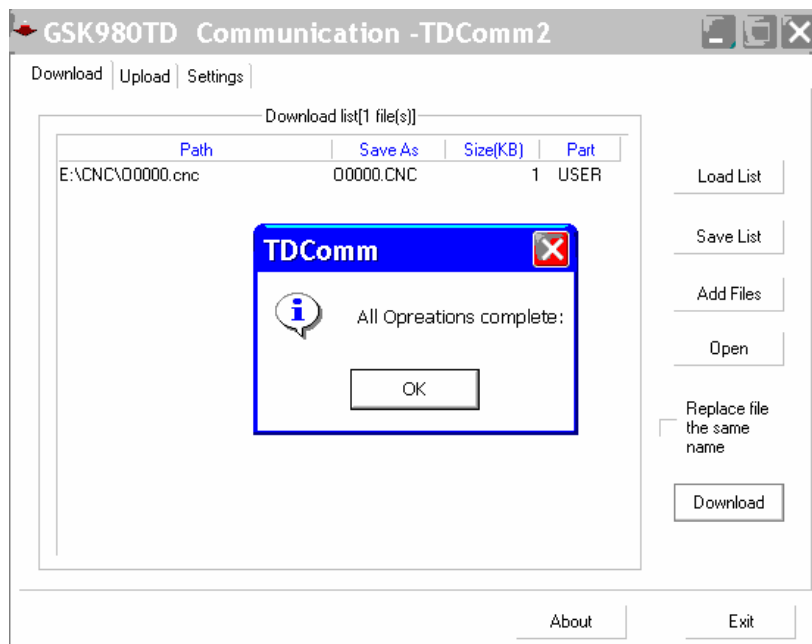 GSK980TD Communication -TDComm2
Download Upload Settings
Download list[1 file(s)]
Path Save As Size(KB) Part
E:\CNC\O0000.cnc O0000.CNC 1 USER
Load List
Save List
Add Files
Open
Replace file
the same
name
Download
TDComm
All Opreations complete:
OK
About Exit